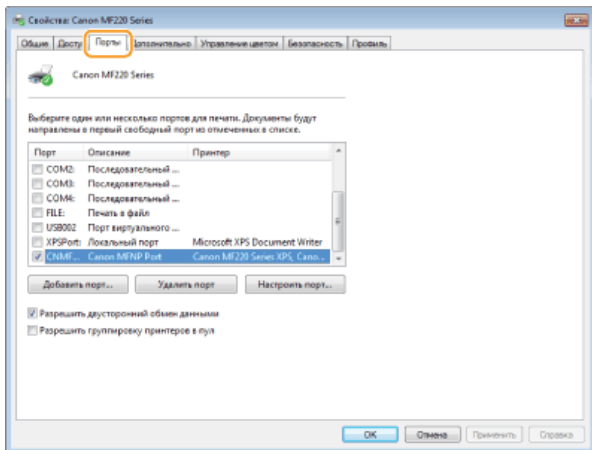 Свойства: Canon MF220 Series
Общие Досту Порты Дополнительно Управление цветом Безопасность Профиль
Canon MF220 Series
Выберите один или несколько портов для печати. Документы будут
направлены в первый свободный порт из отмеченных в списке.
Порт Описание Принтер
COM2: Последовательный ...
COM3: Последовательный ...
COM4: Последовательный ...
FILE: Печать в файл
USB002 Порт виртуального ...
XPSPort: Локальный порт Microsoft XPS Document Writer
CNMF... Canon MFNP Port Canon MF220 Series XPS, Cano...
Добавить порт... Удалить порт Настроить порт...
Разрешить двусторонний обмен данными
Разрешить группировку принтеров в пул
OK Отмена Применить Справка